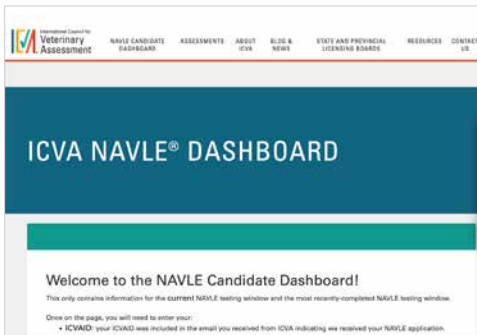 International Council for
Veterinary
Assessment
NAVLE CANDIDATE
DASHBOARD
ASSESSMENTS
ABOUT
ICVA
BLOG &
NEWS
STATE AND PROVINCIAL
LICENSING BOARDS
RESOURCES
CONTACT
US
ICVA NAVLE® DASHBOARD
Welcome to the NAVLE Candidate Dashboard!
This only contains information for the current NAVLE testing window and the most recently-completed NAVLE testing window.
Once on the page, you will need to enter your:
• ICVAID: your ICVAID was included in the email you received from ICVA indicating we received your NAVLE application.